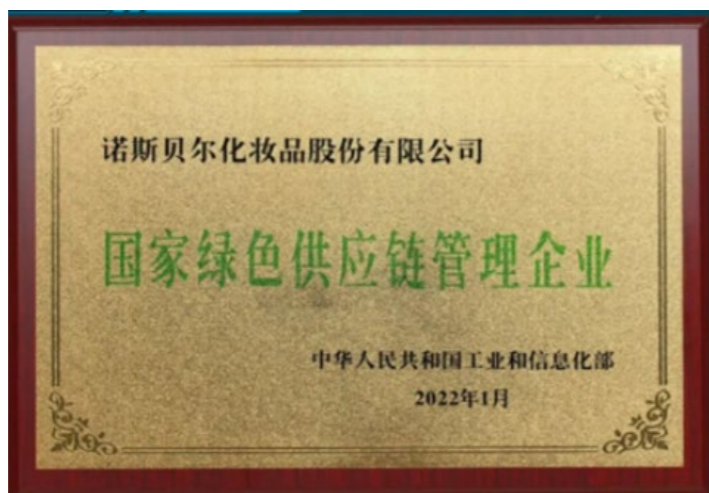 诺斯贝尔化妆品股份有限公司
国家绿色供应链管理企业
中华人民共和国工业和信息化部
2022年1月